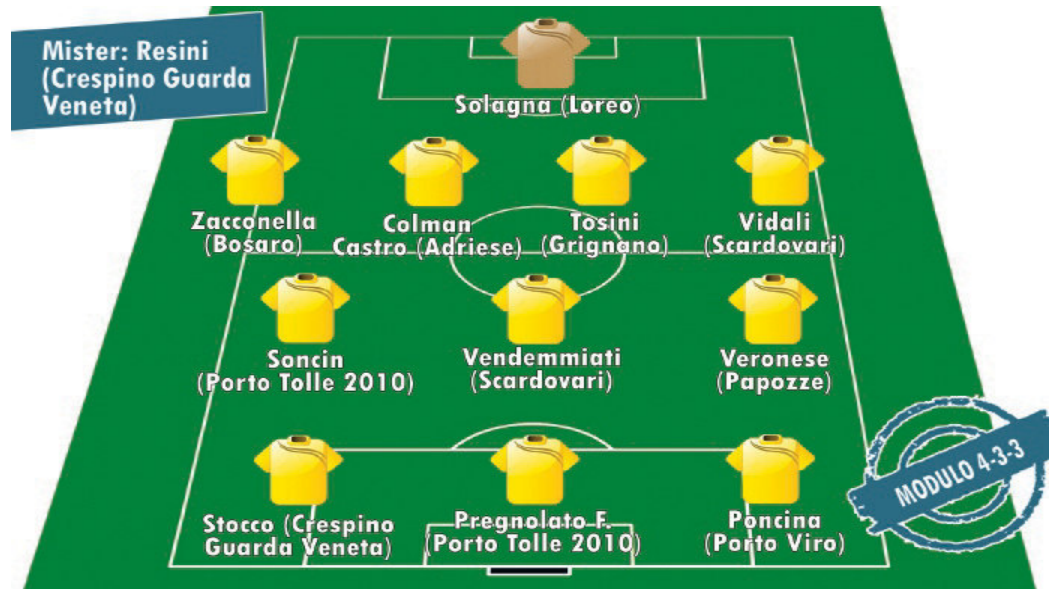 Mister: Resini
(Crespino Guarda
Veneta)
Solagna (Loreo)
Zacconella
(Bosaro)
Colman
Castro (Adriese)
Tosini
(Grignano)
Vidali
(Scardovari)
Soncin
(Porto Tolle 2010)
Vendemmiati
(Scardovari)
Veronese
(Papozze)
MODULO 4-3-3
Stocco (Crespino
Guarda Veneta)
Pregnolato F.
(Porto Tolle 2010)
Poncina
(Porto Viro)